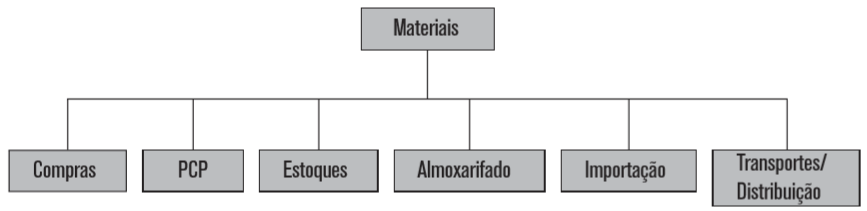 Materiais
Compras
PCP
Estoques
Almoxarifado
Importação
Transportes/
Distribuição